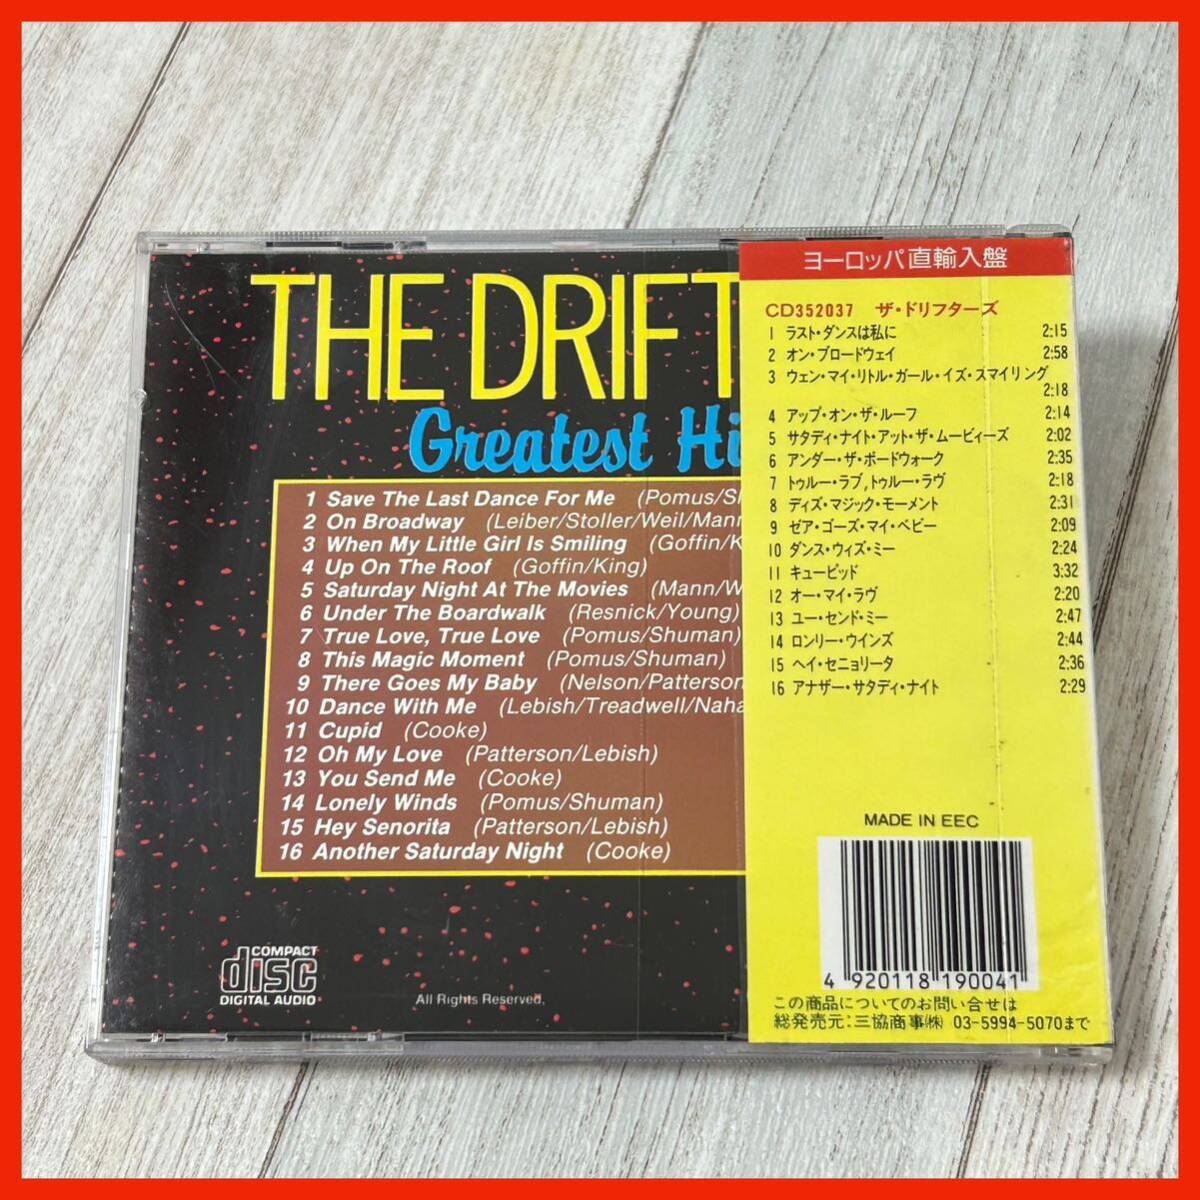 THE DRIFT
Greatest Hi
1 Save The Last Dance For Me (Pomus/Sh
2 On Broadway (Leiber/Stoller/Weil/Mann
3 When My Little Girl Is Smiling (Goffin/K
4 Up On The Roof (Goffin/King)
5 Saturday Night At The Movies (Mann/W
6 Under The Boardwalk (Resnick/Young)
7 True Love, True Love (Pomus/Shuman)
8 This Magic Moment (Pomus/Shuman)
9 There Goes My Baby (Nelson/Patterson
10 Dance With Me (Lebish/Treadwell/Naha
11 Cupid (Cooke)
12 Oh My Love (Patterson/Lebish)
13 You Send Me (Cooke)
14 Lonely Winds (Pomus/Shuman)
15 Hey Senorita (Patterson/Lebish)
16 Another Saturday Night (Cooke)
COMPACT
disc
DIGITAL AUDIO
All Rights Reserved.
ヨーロッパ直輸入盤
CD352037 ザ・ドリフターズ
1 ラスト・ダンスは私に 2:15
2 オン・ブロードウェイ 2:58
3 ウェン・マイ・リトル・ガール・イズ・スマイリング
2:18
4 アップ・オン・ザ・ルーフ 2:14
5 サタディ・ナイト・アット・ザ・ムービィーズ 2:02
6 アンダー・ザ・ボードウォーク 2:35
7 トゥルー・ラブ,トゥルー・ラヴ 2:18
8 ディズ・マジック・モーメント 2:31
9 ゼア・ゴーズ・マイ・ベビー 2:09
10 ダンス・ウィズ・ミー 2:24
11 キューピッド 3:32
12 オー・マイ・ラヴ 2:20
13 ユー・センド・ミー 2:47
14 ロンリー・ウインズ 2:44
15 ヘイ・セニョリータ 2:36
16 アナザー・サタディ・ナイト 2:29
MADE IN EEC
4 920118 190041
この商品についてのお問い合せは
総発売元:三協商事㈱ 03-5994-5070まで